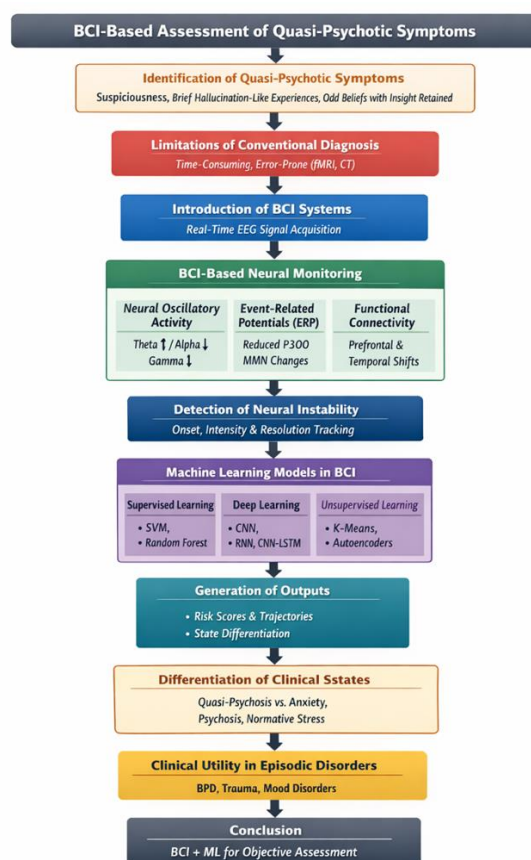 BCI-Based Assessment of Quasi-Psychotic Symptoms
Identification of Quasi-Psychotic Symptoms
Suspiciousness, Brief Hallucination-Like Experiences, Odd Beliefs with Insight Retained
Limitations of Conventional Diagnosis
Time-Consuming, Error-Prone (fMRI, CT)
Introduction of BCI Systems
Real-Time EEG Signal Acquisition
BCI-Based Neural Monitoring
Neural Oscillatory
Activity
Theta ↑ / Alpha ↓
Gamma ↓
Event-Related
Potentials (ERP)
Reduced P300
MMN Changes
Functional
Connectivity
Prefrontal &
Temporal Shifts
Detection of Neural Instability
Onset, Intensity & Resolution Tracking
Machine Learning Models in BCI
Supervised Learning
• SVM,
• Random Forest
Deep Learning
• CNN,
• RNN, CNN-LSTM
Unsupervised Learning
• K-Means,
• Autoencoders
Generation of Outputs
• Risk Scores & Trajectories
• State Differentiation
Differentiation of Clinical Sstates
Quasi-Psychosis vs. Anxiety,
Psychosis, Normative Stress
Clinical Utility in Episodic Disorders
BPD, Trauma, Mood Disorders
Conclusion
BCI + ML for Objective Assessment